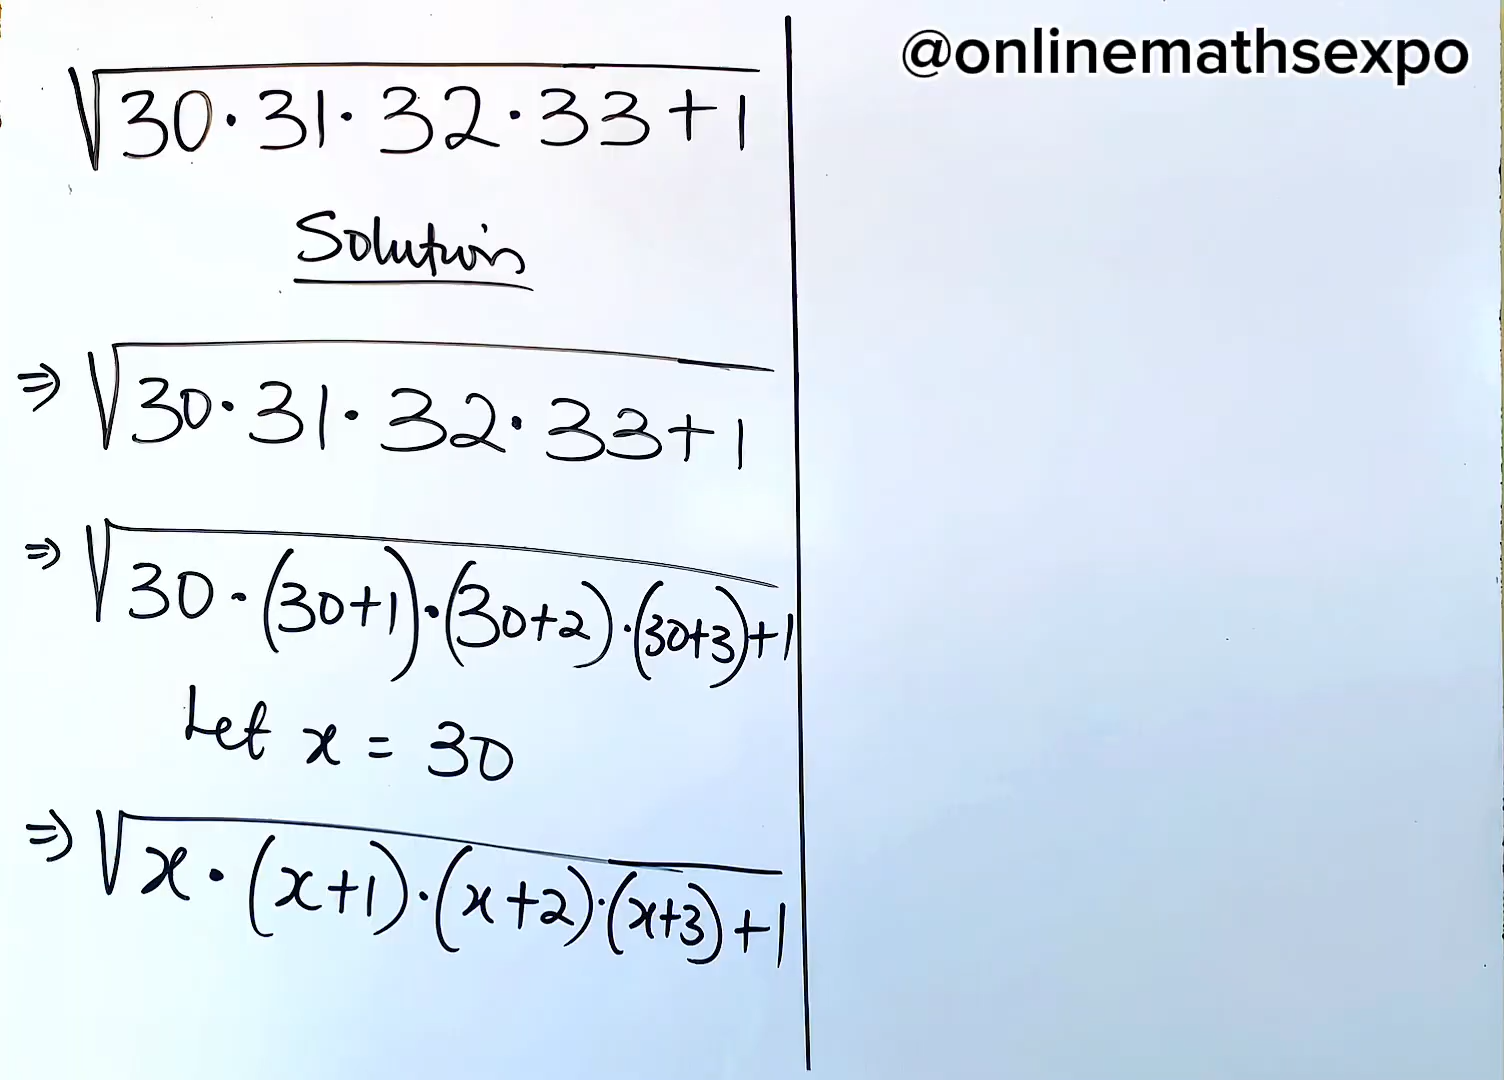 @onlinemathsexpo
√30·31·32·33+1
Solution
⇒ √30·31·32·33+1
⇒ √30·(30+1)·(30+2)·(30+3)+1
Let x = 30
⇒ √x·(x+1)·(x+2)·(x+3)+1